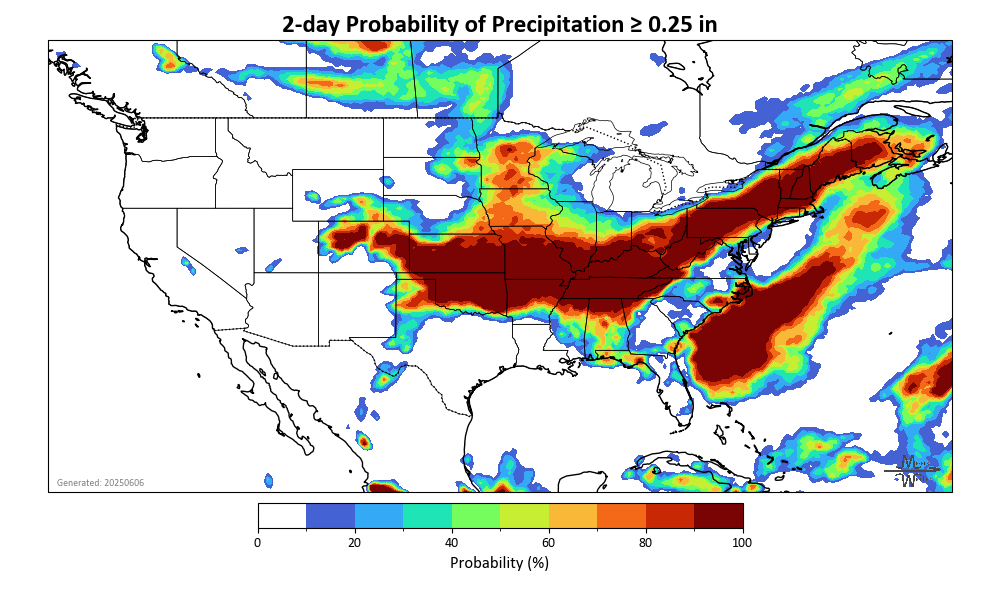 2-day Probability of Precipitation ≥ 0.25 in
Generated: 20250606
0 20 40 60 80 100
Probability (%)